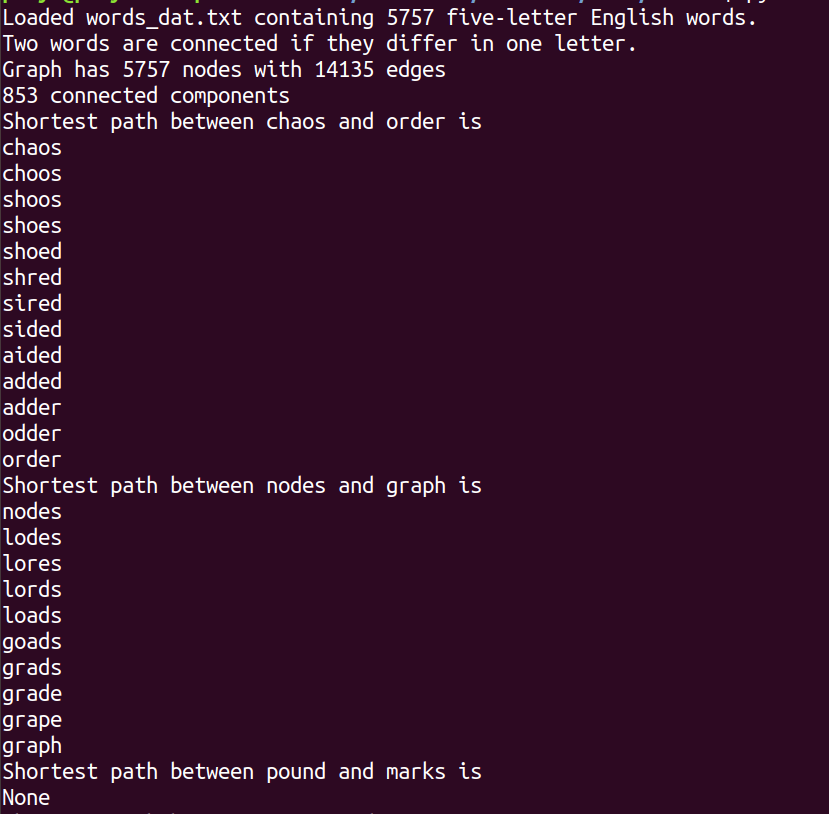 Loaded words_dat.txt containing 5757 five-letter English words.
Two words are connected if they differ in one letter.
Graph has 5757 nodes with 14135 edges
853 connected components
Shortest path between chaos and order is
chaos
choos
shoos
shoes
shoed
shred
sired
sided
aided
added
adder
odder
order
Shortest path between nodes and graph is
nodes
lodes
lores
lords
loads
goads
grads
grade
grape
graph
Shortest path between pound and marks is
None